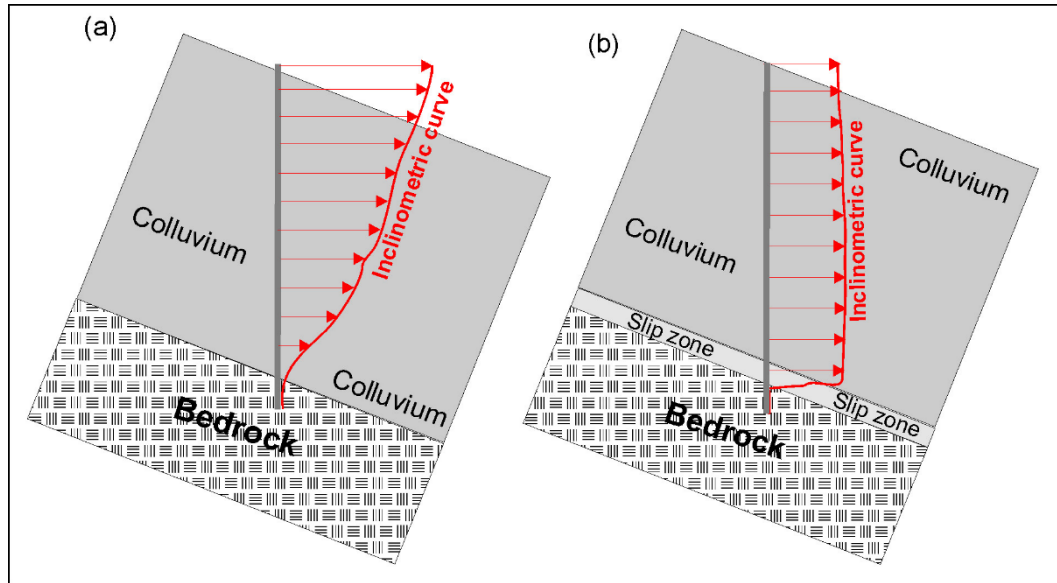 (a)
Colluvium
Inclinometric curve
Colluvium
Bedrock
(b)
Colluvium
Colluvium
Inclinometric curve
Slip zone
Slip zone
Bedrock